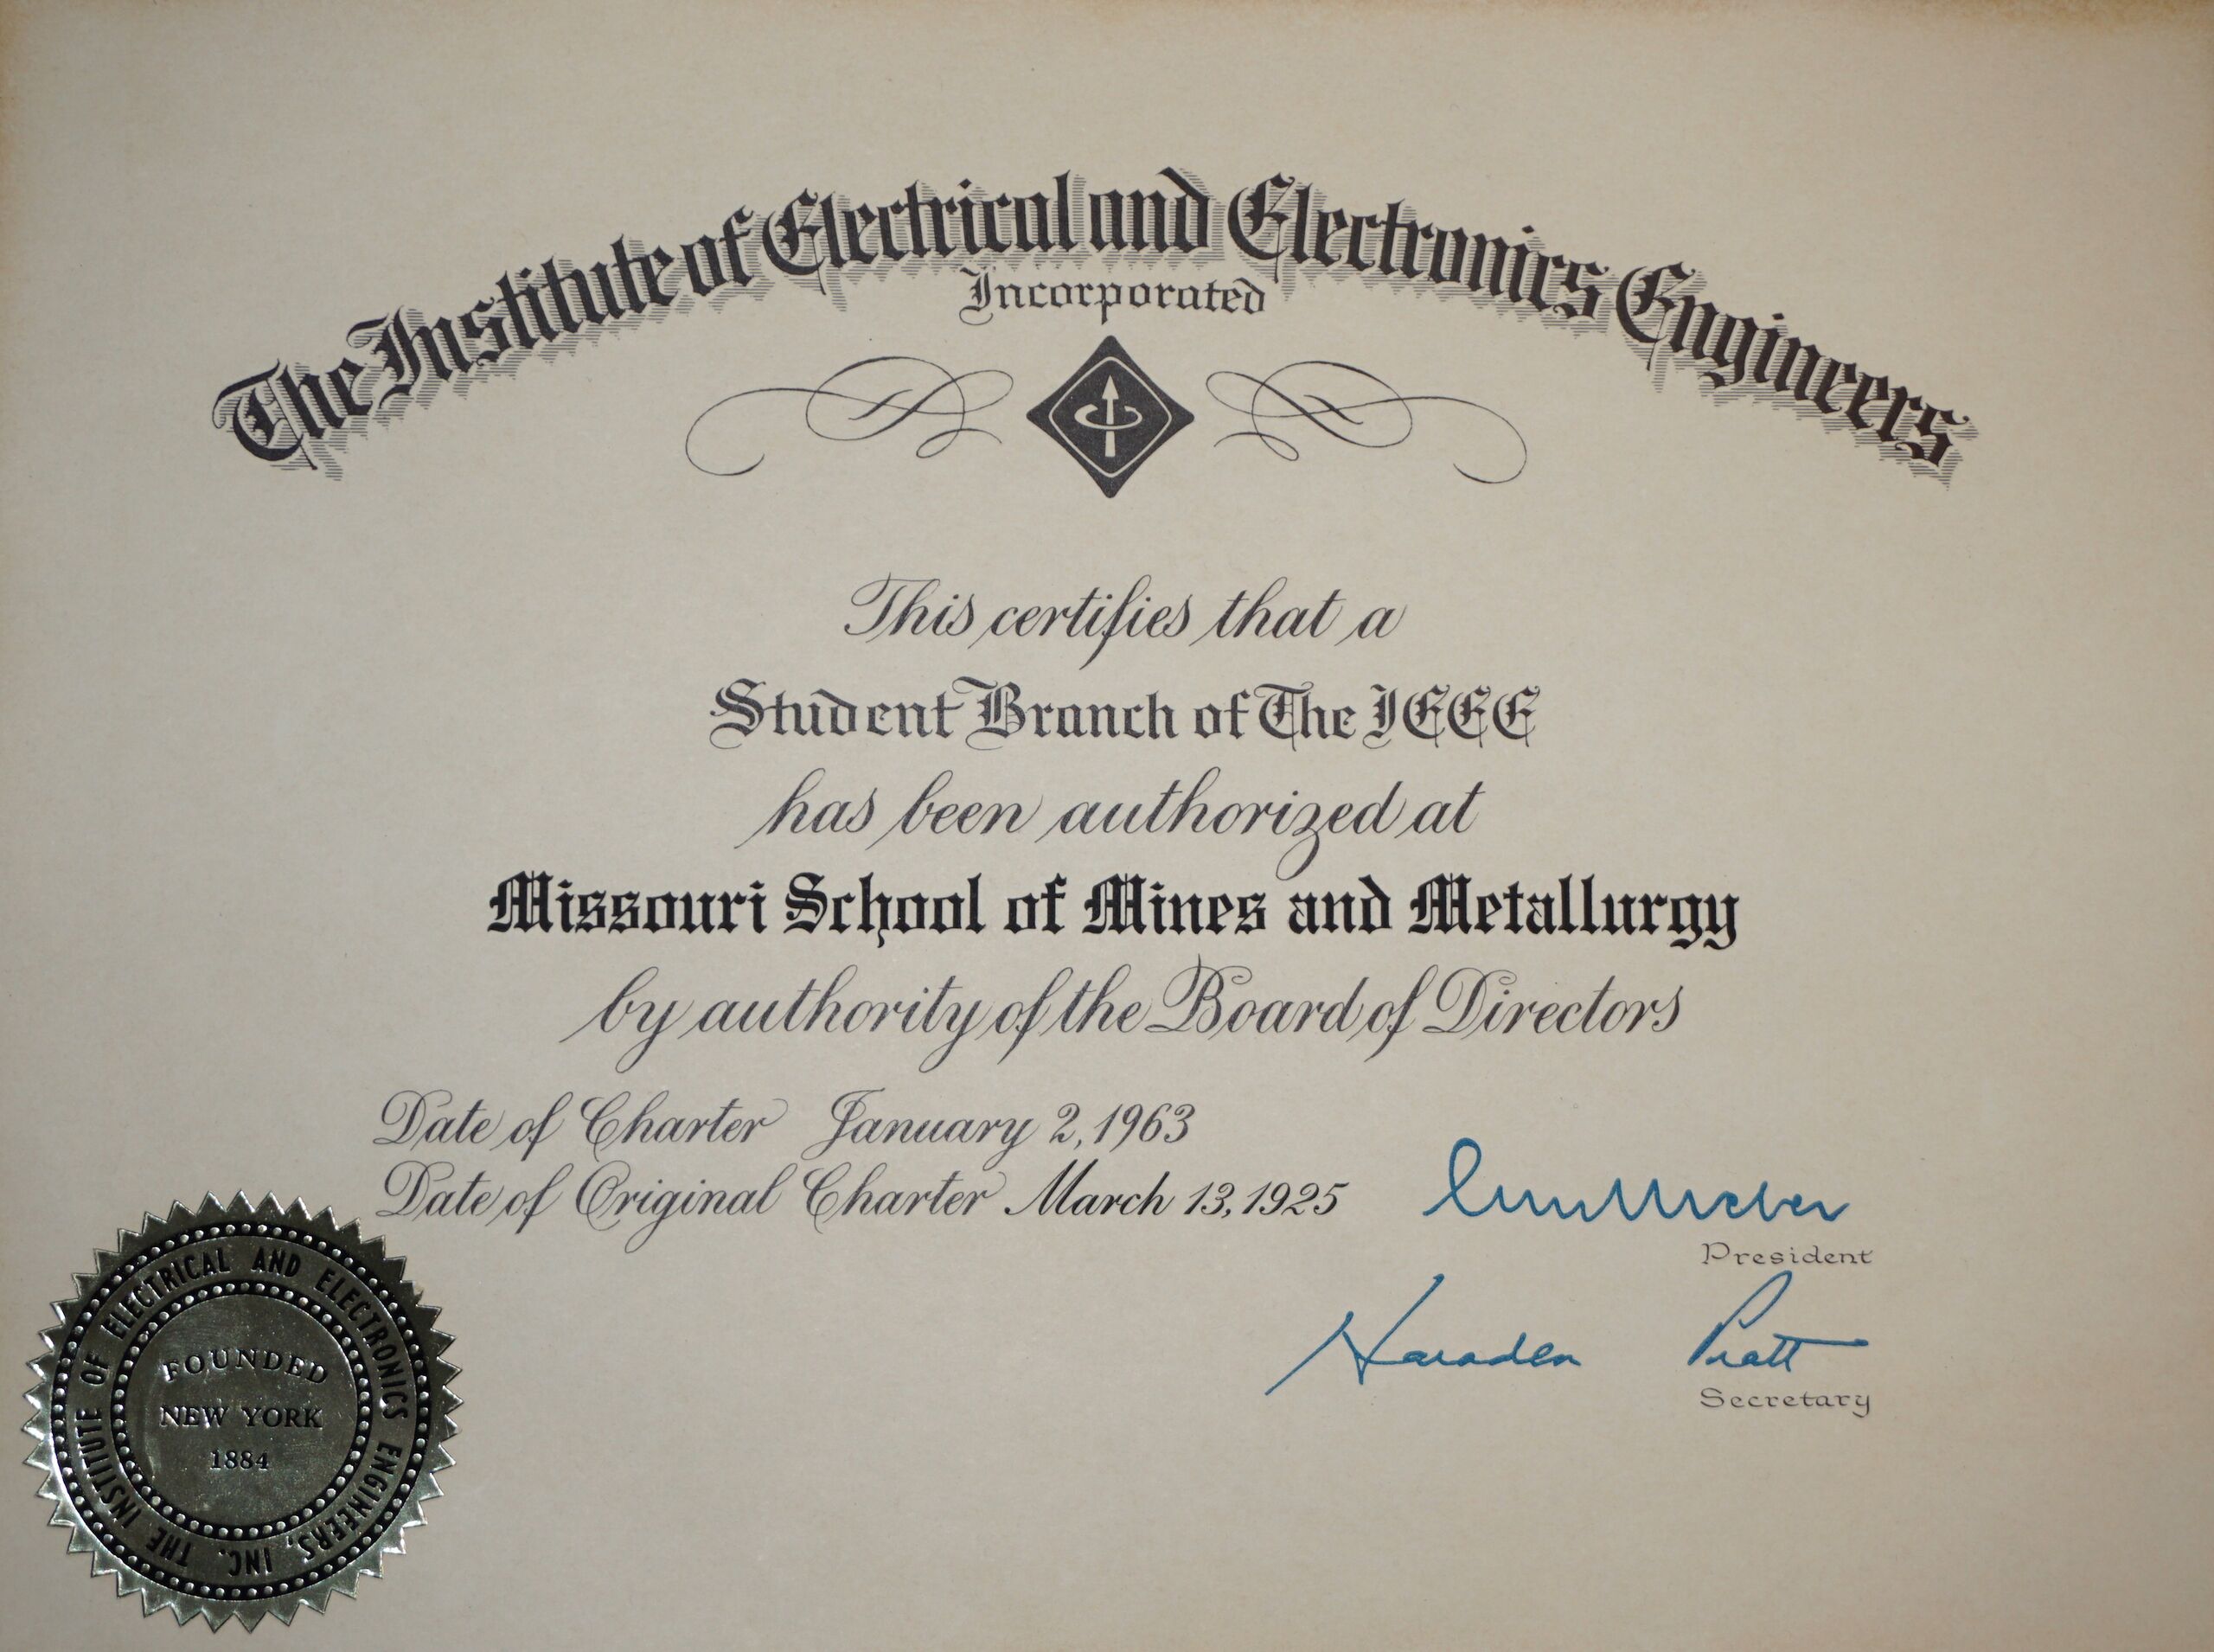 The Institute of Electrical and Electronics Engineers
Incorporated
This certifies that a
Student Branch of The IEEE
has been authorized at
Missouri School of Mines and Metallurgy
by authority of the Board of Directors
Date of Charter January 2, 1963
Date of Original Charter March 13, 1925
Weber
President
Haraden Pratt
Secretary
THE INSTITUTE OF ELECTRICAL AND ELECTRONICS ENGINEERS, INC.
FOUNDED
NEW YORK
1884